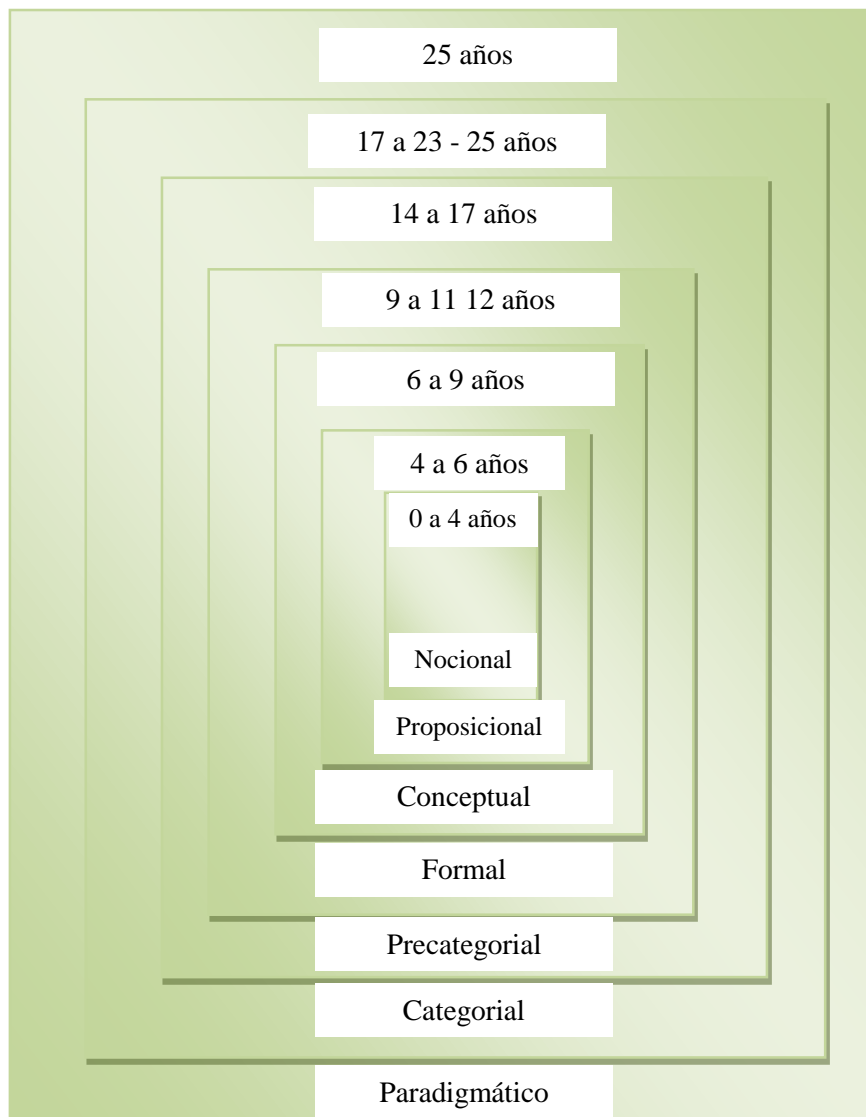 25 años
17 a 23 - 25 años
14 a 17 años
9 a 11 12 años
6 a 9 años
4 a 6 años
0 a 4 años
Nocional
Proposicional
Conceptual
Formal
Precategorial
Categorial
Paradigmático